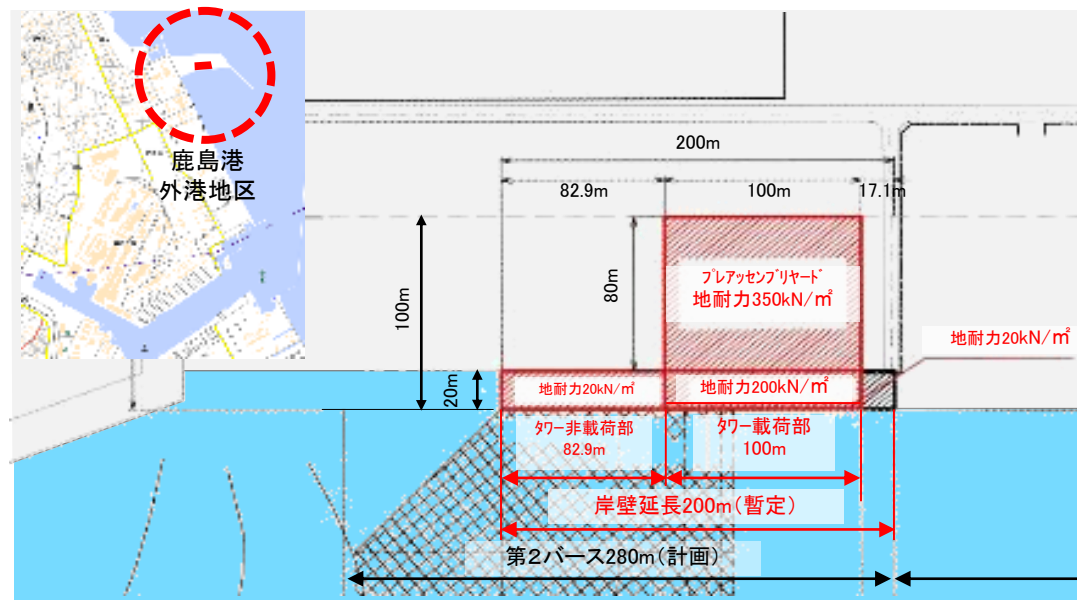 鹿島港
外港地区
200m
82.9m
100m
17.1m
100m
80m
プレアッセンブリヤード
地耐力350kN/㎡
地耐力20kN/㎡
20m
地耐力20kN/㎡
地耐力200kN/㎡
タワー非載荷部
82.9m
タワー載荷部
100m
岸壁延長200m(暫定)
第2バース280m(計画)